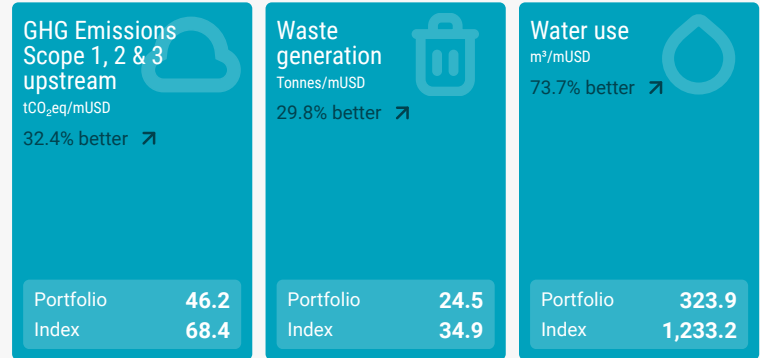 GHG Emissions
Scope 1, 2 & 3
upstream
tCO₂eq/mUSD
32.4% better
Portfolio 46.2
Index 68.4
Waste
generation
Tonnes/mUSD
29.8% better
Portfolio 24.5
Index 34.9
Water use
m³/mUSD
73.7% better
Portfolio 323.9
Index 1,233.2